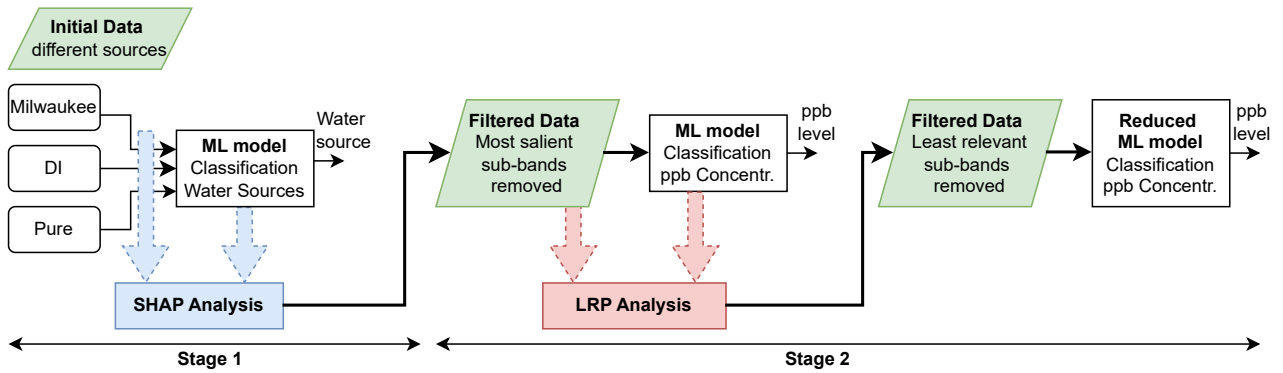 Initial Data
different sources
Milwaukee
DI
Pure
ML model
Classification
Water Sources
Water
source
SHAP Analysis
Filtered Data
Most salient
sub-bands
removed
ML model
Classification
ppb Concentr.
ppb
level
LRP Analysis
Filtered Data
Least relevant
sub-bands
removed
Reduced
ML model
Classification
ppb Concentr.
ppb
level
Stage 1
Stage 2